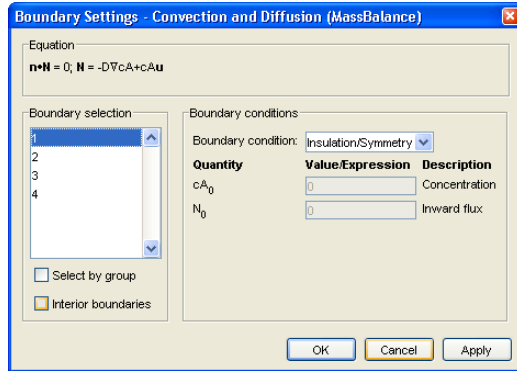 Boundary Settings - Convection and Diffusion (MassBalance)
Equation
n•N = 0; N = -D∇cA+cAu
Boundary selection
1
2
3
4
Select by group
Interior boundaries
Boundary conditions
Boundary condition: Insulation/Symmetry
Quantity Value/Expression Description
cA₀ 0 Concentration
N₀ 0 Inward flux
OK Cancel Apply